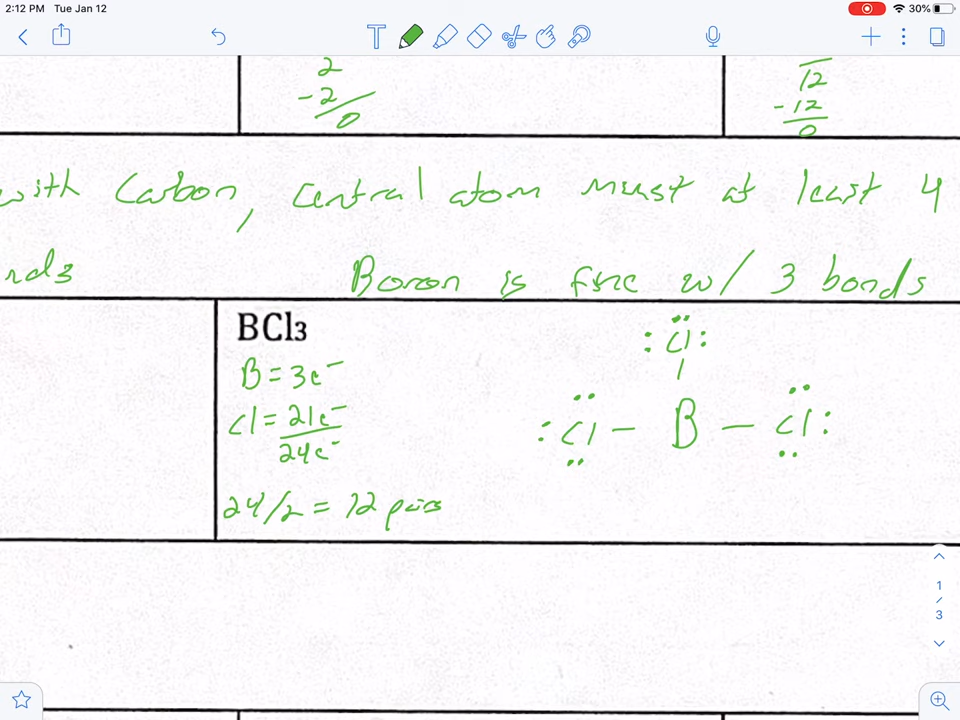 2:12 PM Tue Jan 12
30%
T
2
-2
0
12
-12
0
with Carbon, central atom must at least 4
Boron is fine w/ 3 bonds
BCl3
B = 3e-
Cl = 21e-
24e-
24/2 = 12 pairs
:Cl:
:Cl - B - Cl:
1
/
3